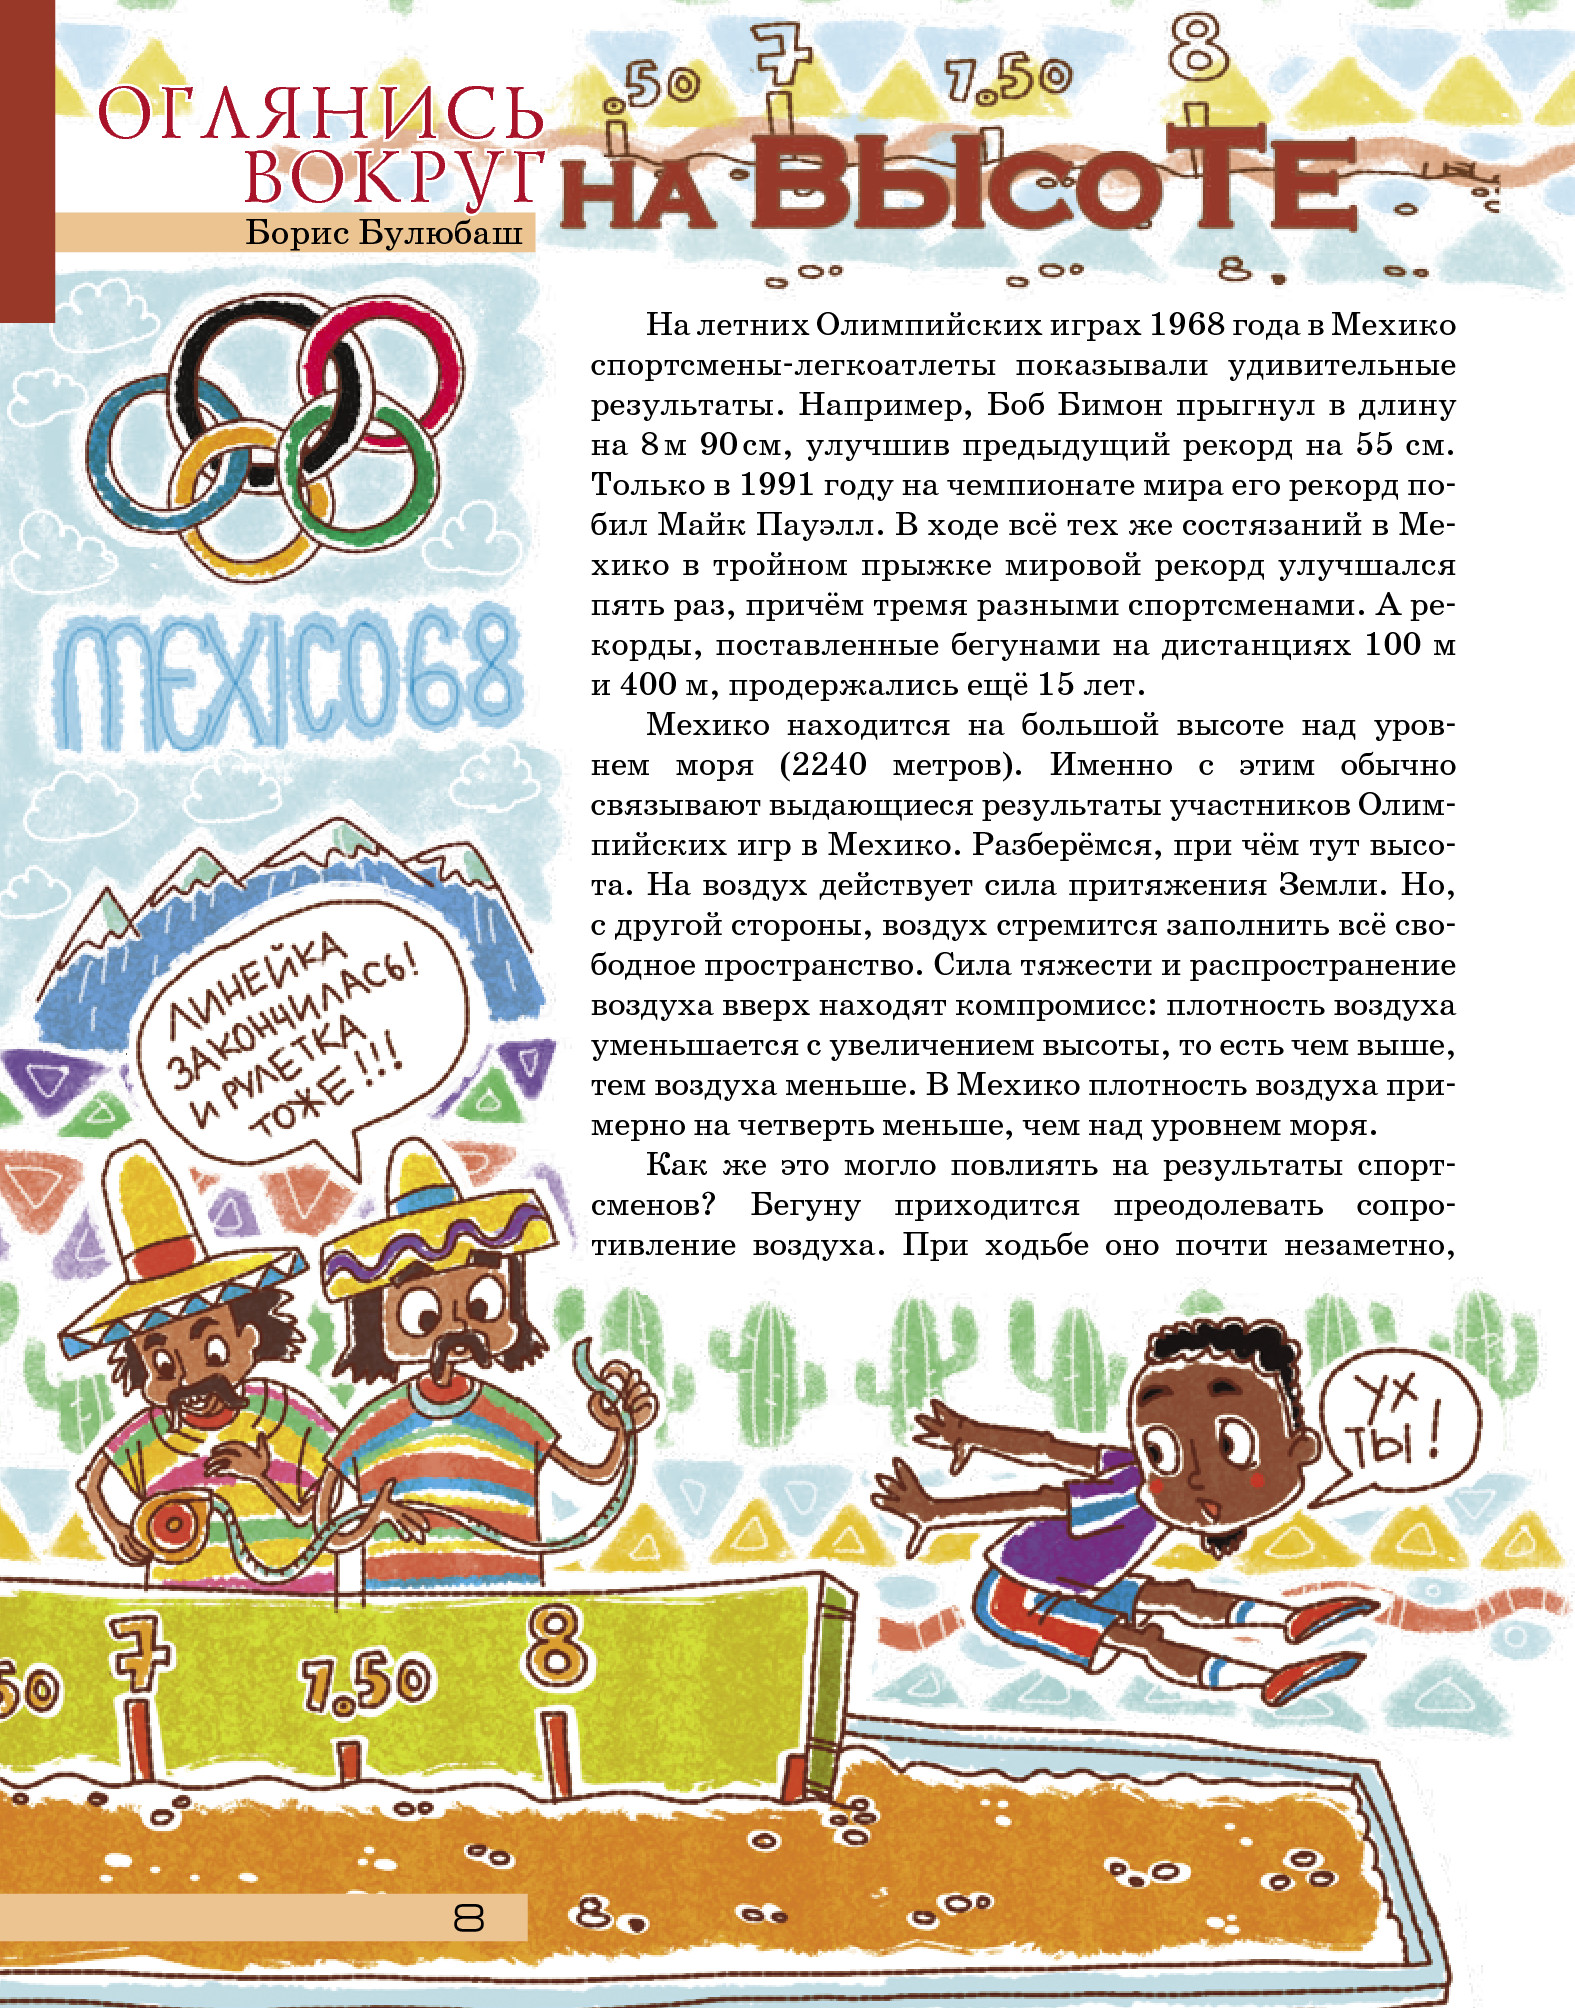 ОГЛЯНИСЬ
ВОКРУГ
Борис Булюбаш
.50 7 7.50 8
НА ВЫСОТЕ
На летних Олимпийских играх 1968 года в Мехико
спортсмены-легкоатлеты показывали удивительные
результаты. Например, Боб Бимон прыгнул в длину
на 8 м 90 см, улучшив предыдущий рекорд на 55 см.
Только в 1991 году на чемпионате мира его рекорд по-
бил Майк Пауэлл. В ходе всё тех же состязаний в Ме-
хико в тройном прыжке мировой рекорд улучшался
пять раз, причём тремя разными спортсменами. А ре-
корды, поставленные бегунами на дистанциях 100 м
и 400 м, продержались ещё 15 лет.
Мехико находится на большой высоте над уров-
нем моря (2240 метров). Именно с этим обычно
связывают выдающиеся результаты участников Олим-
пийских игр в Мехико. Разберёмся, при чём тут высо-
та. На воздух действует сила притяжения Земли. Но,
с другой стороны, воздух стремится заполнить всё сво-
бодное пространство. Сила тяжести и распространение
воздуха вверх находят компромисс: плотность воздуха
уменьшается с увеличением высоты, то есть чем выше,
тем воздуха меньше. В Мехико плотность воздуха при-
мерно на четверть меньше, чем над уровнем моря.
Как же это могло повлиять на результаты спорт-
сменов? Бегуну приходится преодолевать сопро-
тивление воздуха. При ходьбе оно почти незаметно,
MEXICO68
ЛИНЕЙКА
ЗАКОНЧИЛАСЬ!
И РУЛЕТКА
ТОЖЕ!!!
УХ
ТЫ!
50 7 7.50 8
8